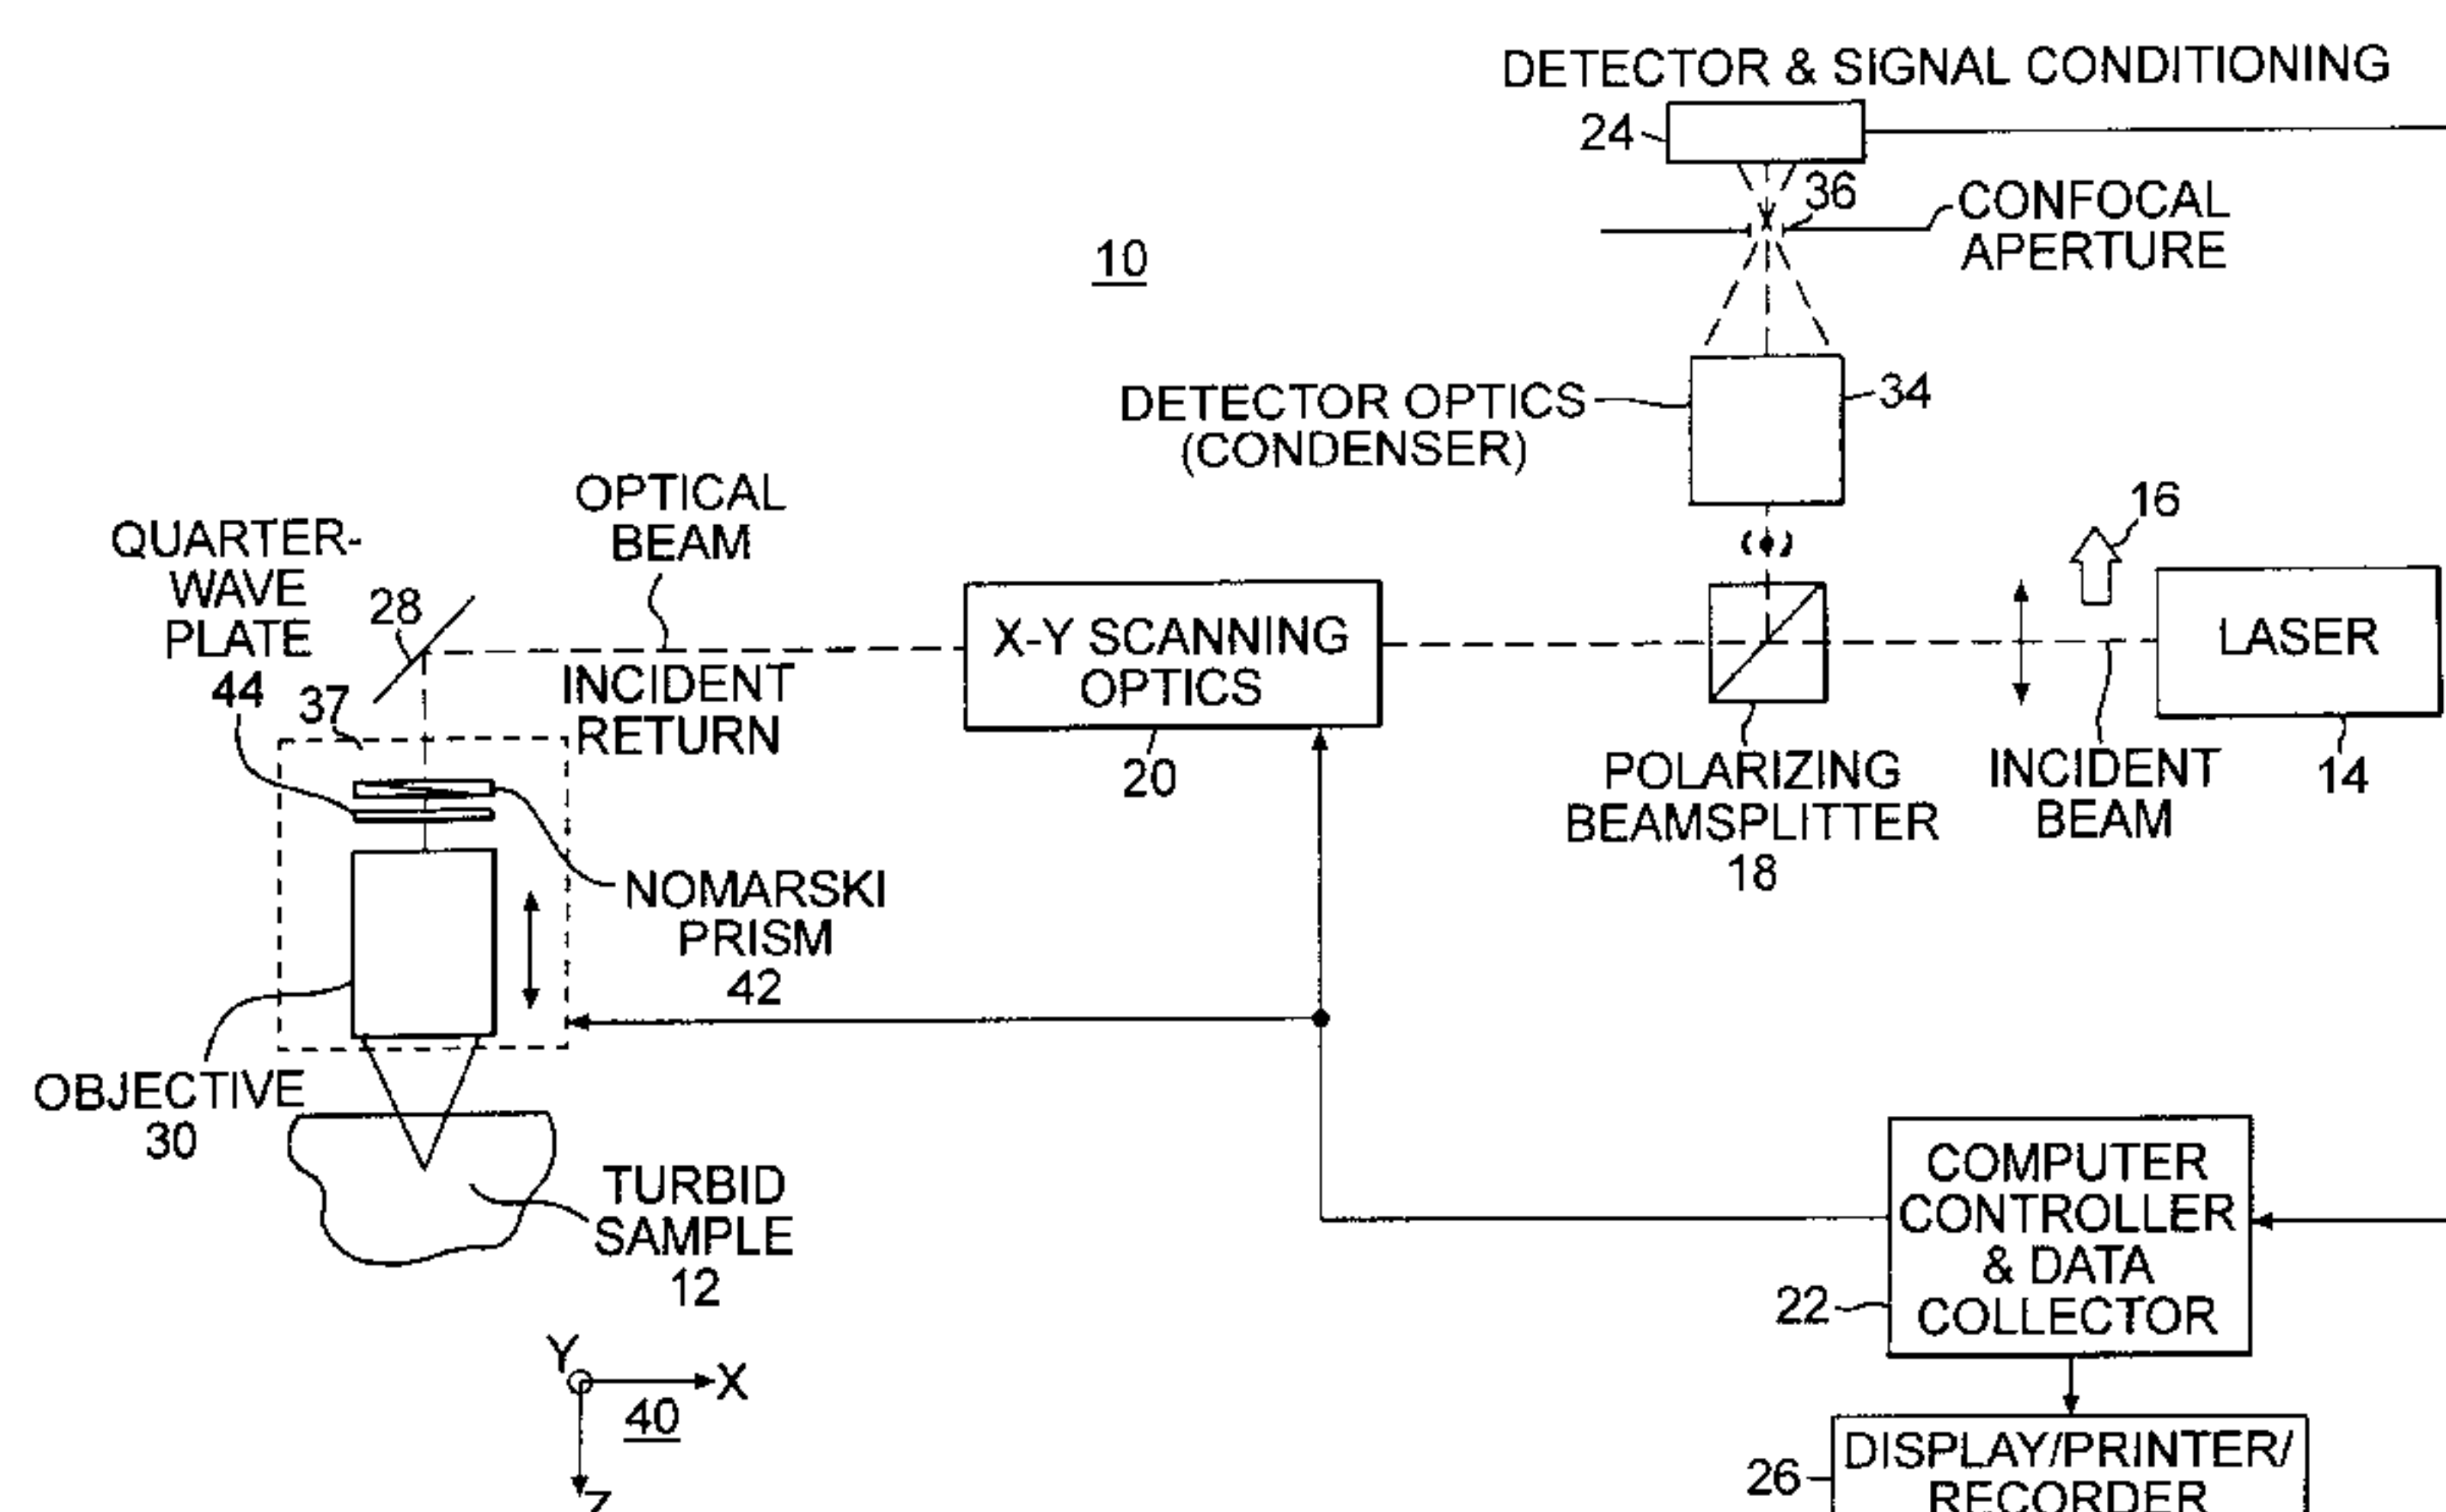 DETECTOR & SIGNAL CONDITIONING
24
36
CONFOCAL
APERTURE
10
DETECTOR OPTICS
(CONDENSER)
34
OPTICAL
BEAM
16
QUARTER-
WAVE
PLATE
44
28
37
INCIDENT
RETURN
X-Y SCANNING
OPTICS
20
LASER
14
POLARIZING
BEAMSPLITTER
18
INCIDENT
BEAM
NOMARSKI
PRISM
42
OBJECTIVE
30
TURBID
SAMPLE
12
COMPUTER
CONTROLLER
& DATA
COLLECTOR
22
Y
X
40
Z
26
DISPLAY/PRINTER/
RECORDER